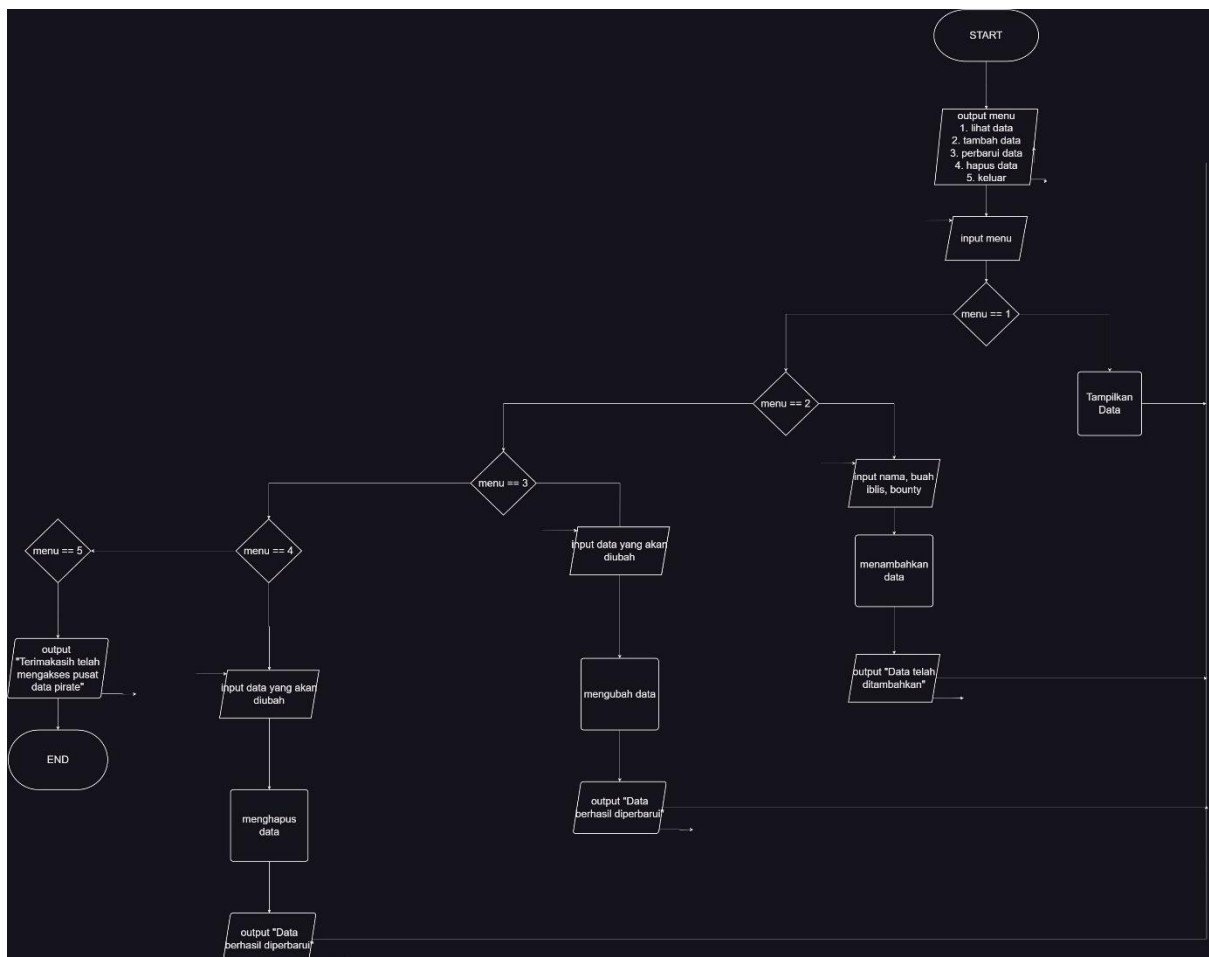 START
output menu
1. lihat data
2. tambah data
3. perbarui data
4. hapus data
5. keluar
input menu
menu == 1
Tampilkan
Data
menu == 2
input nama, buah
iblis, bounty
menambahkan
data
output "Data telah
ditambahkan"
menu == 3
input data yang akan
diubah
mengubah data
output "Data
berhasil diperbarui"
menu == 4
input data yang akan
diubah
menghapus
data
output "Data
berhasil diperbarui"
menu == 5
output
"Terimakasih telah
mengakses pusat
data pirate"
END